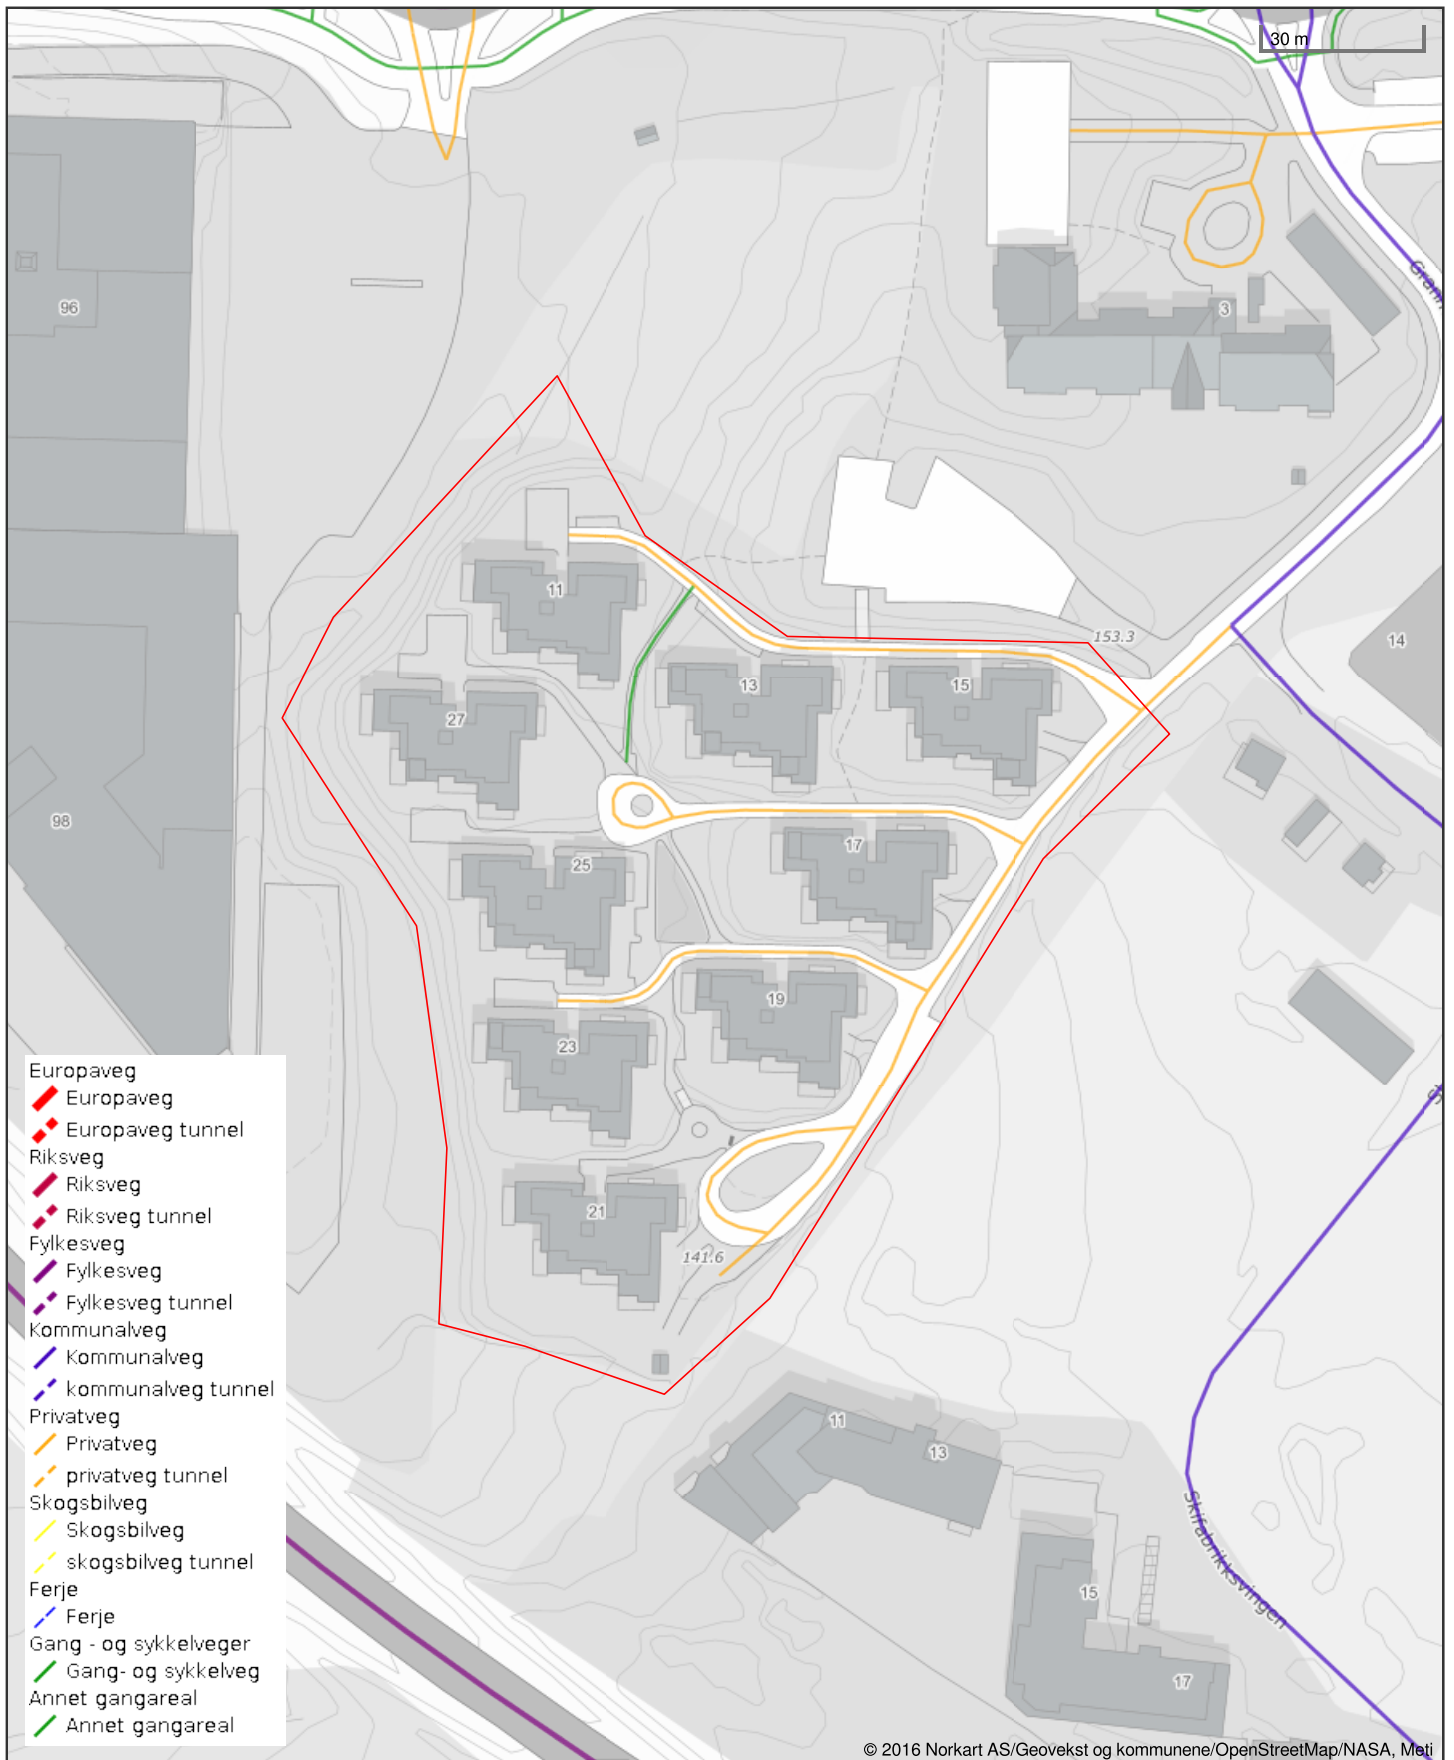 30 m
96
3
Grann
11
153.3
14
13
15
27
98
17
25
19
23
21
141.6
Europaveg
Europaveg
Europaveg tunnel
Riksveg
Riksveg
Riksveg tunnel
Fylkesveg
Fylkesveg
Fylkesveg tunnel
Kommunalveg
Kommunalveg
kommunalveg tunnel
Privatveg
Privatveg
privatveg tunnel
Skogsbilveg
Skogsbilveg
skogsbilveg tunnel
Ferje
Ferje
Gang - og sykkelveger
Gang- og sykkelveg
Annet gangareal
Annet gangareal
11
13
Skifabrikksvingen
15
17
© 2016 Norkart AS/Geovekst og kommunene/OpenStreetMap/NASA, Meti